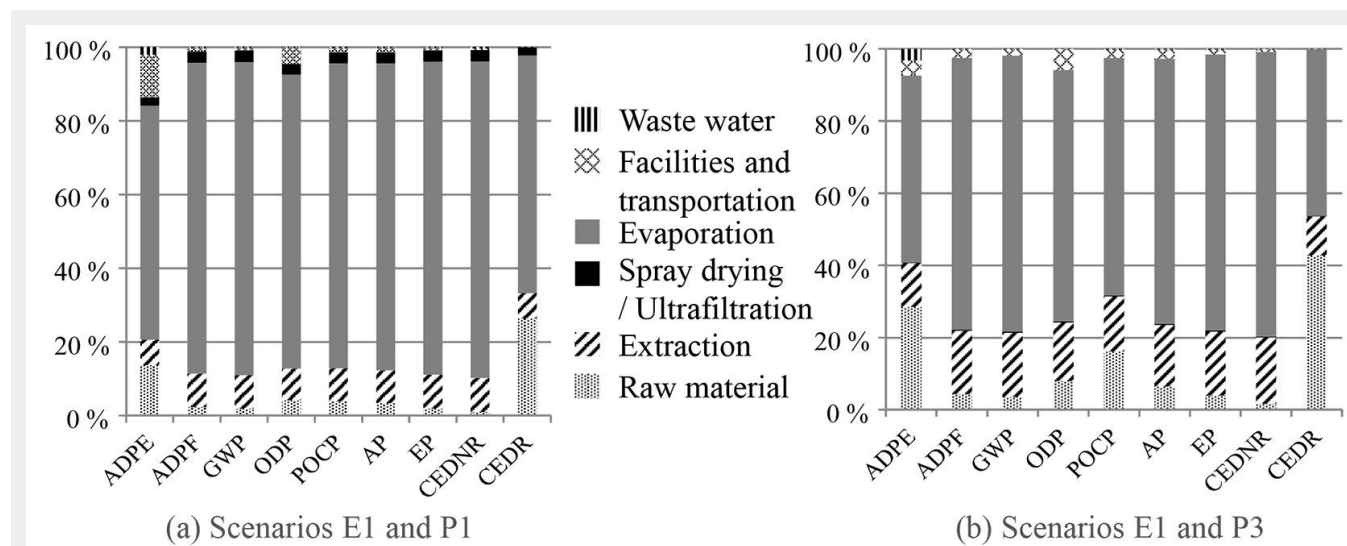 100 %
80 %
60 %
40 %
20 %
0 %
ADPE
ADPF
GWP
ODP
POCP
AP
EP
CEDNR
CEDR
(a) Scenarios E1 and P1
Waste water
Facilities and
transportation
Evaporation
Spray drying
/ Ultrafiltration
Extraction
Raw material
100 %
80 %
60 %
40 %
20 %
0 %
ADPE
ADPF
GWP
ODP
POCP
AP
EP
CEDNR
CEDR
(b) Scenarios E1 and P3